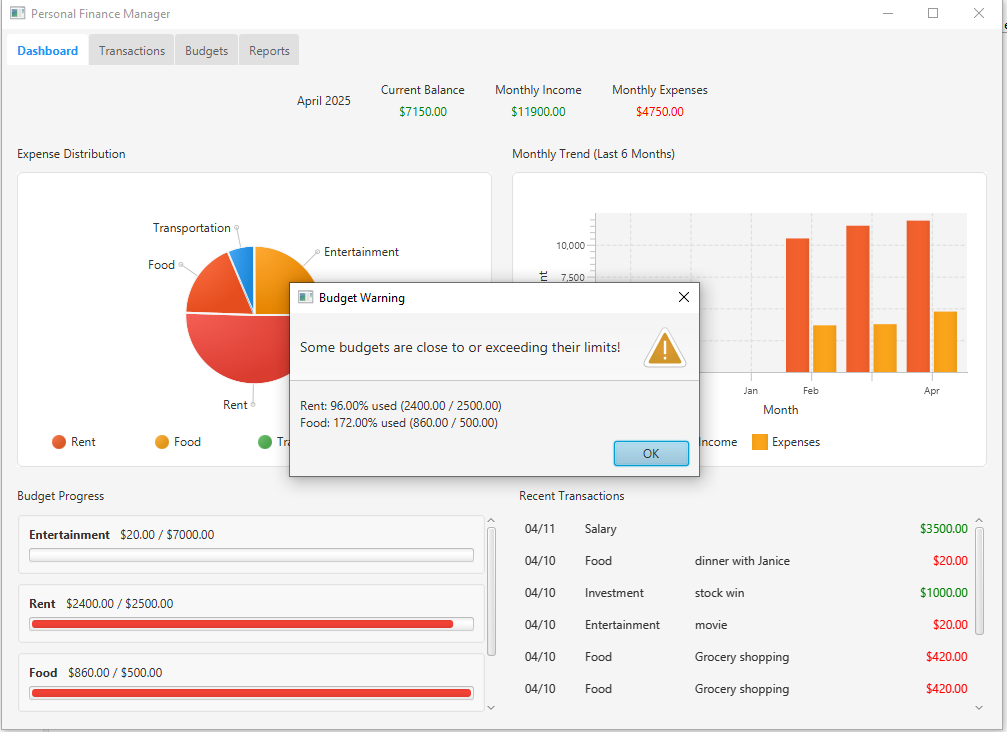 Personal Finance Manager
Dashboard Transactions Budgets Reports
April 2025
Current Balance Monthly Income Monthly Expenses
$7150.00 $11900.00 $4750.00
Expense Distribution
Transportation
Entertainment
Food
Rent
Rent Food
Monthly Trend (Last 6 Months)
10,000
7,500
Jan Feb Apr
Month
Expenses
Budget Warning
Some budgets are close to or exceeding their limits!
Rent: 96.00% used (2400.00 / 2500.00)
Food: 172.00% used (860.00 / 500.00)
OK
Budget Progress
Entertainment $20.00 / $7000.00
Rent $2400.00 / $2500.00
Food $860.00 / $500.00
Recent Transactions
04/11 Salary $3500.00
04/10 Food dinner with Janice $20.00
04/10 Investment stock win $1000.00
04/10 Entertainment movie $20.00
04/10 Food Grocery shopping $420.00
04/10 Food Grocery shopping $420.00